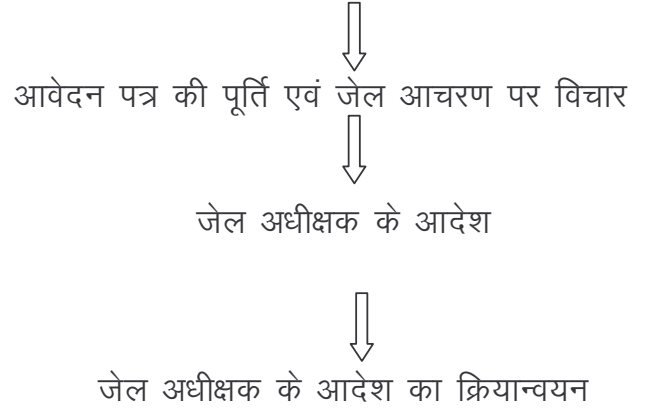 आवेदन पत्र की पूर्ति एवं जेल आचरण पर विचार
जेल अधीक्षक के आदेश
जेल अधीक्षक के आदेश का क्रियान्वयन